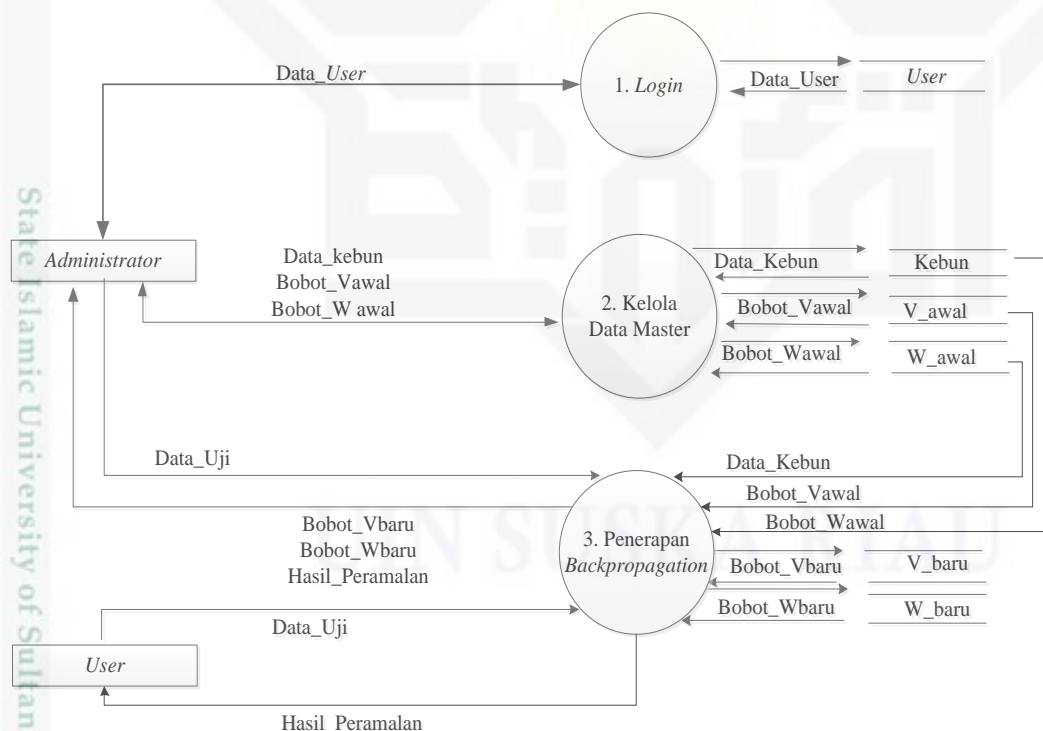 Data_User
1. Login
Data_User
User
Administrator
Data_kebun
Bobot_Vawal
Bobot_W awal
2. Kelola
Data Master
Data_Kebun
Kebun
Bobot_Vawal
V_awal
Bobot_Wawal
W_awal
Data_Uji
Data_Kebun
Bobot_Vawal
Bobot_Wawal
Bobot_Vbaru
Bobot_Wbaru
Hasil_Peramalan
3. Penerapan
Backpropagation
Bobot_Vbaru
V_baru
Bobot_Wbaru
W_baru
Data_Uji
User
Hasil_Peramalan
State Islamic University of Sultan
UIN SUSKA RIAU